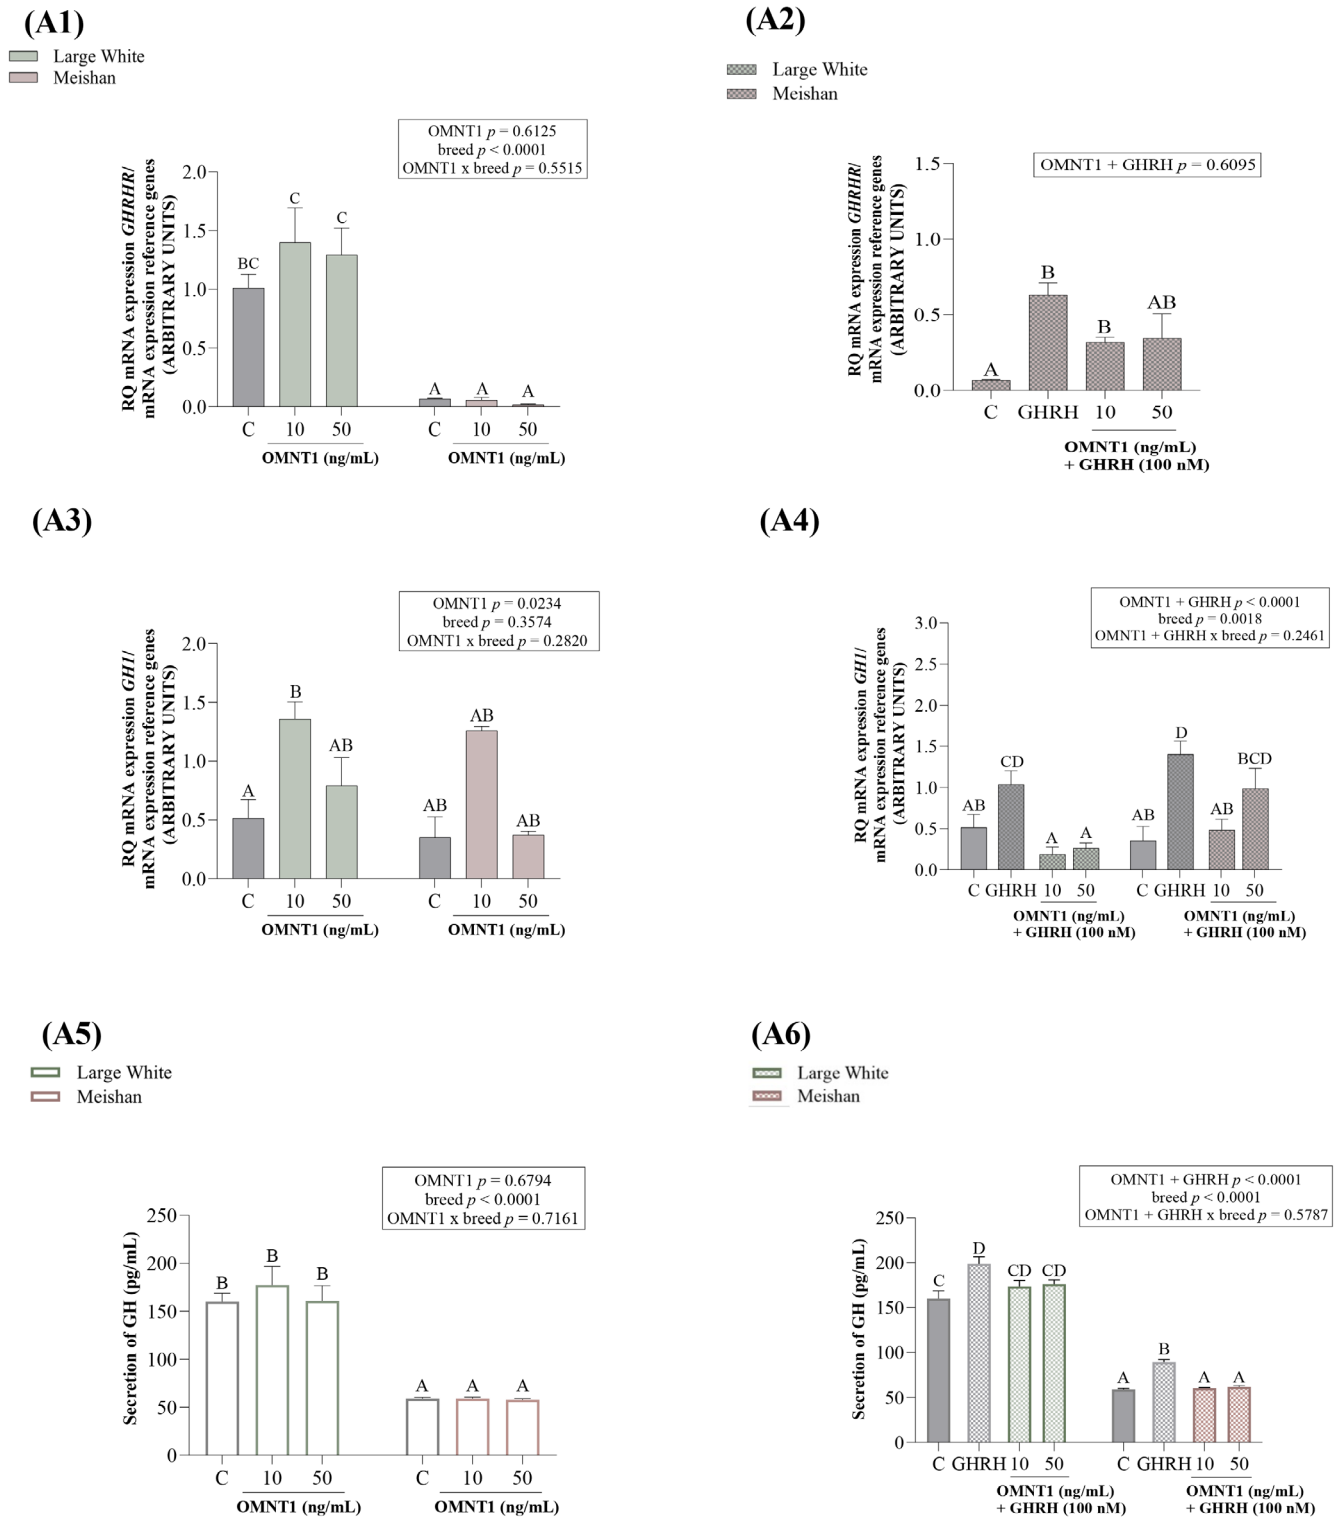 (A1)
Large White
Meishan
OMNT1 p = 0.6125
breed p < 0.0001
OMNT1 x breed p = 0.5515
RQ mRNA expression GHRHR/
mRNA expression reference genes
(ARBITRARY UNITS)
2.0
1.5
1.0
0.5
0.0
BC
C
C
A
A
A
C
10
50
C
10
50
OMNT1 (ng/mL)
OMNT1 (ng/mL)
(A2)
Large White
Meishan
OMNT1 + GHRH p = 0.6095
RQ mRNA expression GHRHR/
mRNA expression reference genes
(ARBITRARY UNITS)
1.5
1.0
0.5
0.0
A
B
B
AB
C
GHRH
10
50
OMNT1 (ng/mL)
+ GHRH (100 nM)
(A3)
OMNT1 p = 0.0234
breed p = 0.3574
OMNT1 x breed p = 0.2820
RQ mRNA expression GH1/
mRNA expression reference genes
(ARBITRARY UNITS)
2.0
1.5
1.0
0.5
0.0
A
B
AB
AB
AB
AB
C
10
50
C
10
50
OMNT1 (ng/mL)
OMNT1 (ng/mL)
(A4)
OMNT1 + GHRH p < 0.0001
breed p = 0.0018
OMNT1 + GHRH x breed p = 0.2461
RQ mRNA expression GH1/
mRNA expression reference genes
(ARBITRARY UNITS)
3.0
2.5
2.0
1.5
1.0
0.5
0.0
AB
CD
A
A
AB
D
AB
BCD
C GHRH 10 50
C GHRH 10 50
OMNT1 (ng/mL)
+ GHRH (100 nM)
OMNT1 (ng/mL)
+ GHRH (100 nM)
(A5)
Large White
Meishan
OMNT1 p = 0.6794
breed p < 0.0001
OMNT1 x breed p = 0.7161
Secretion of GH (pg/mL)
250
200
150
100
50
0
B
B
B
A
A
A
C
10
50
C
10
50
OMNT1 (ng/mL)
OMNT1 (ng/mL)
(A6)
Large White
Meishan
OMNT1 + GHRH p < 0.0001
breed p < 0.0001
OMNT1 + GHRH x breed p = 0.5787
Secretion of GH (pg/mL)
250
200
150
100
50
0
C
D
CD
CD
A
B
A
A
C GHRH 10 50
C GHRH 10 50
OMNT1 (ng/mL)
+ GHRH (100 nM)
OMNT1 (ng/mL)
+ GHRH (100 nM)